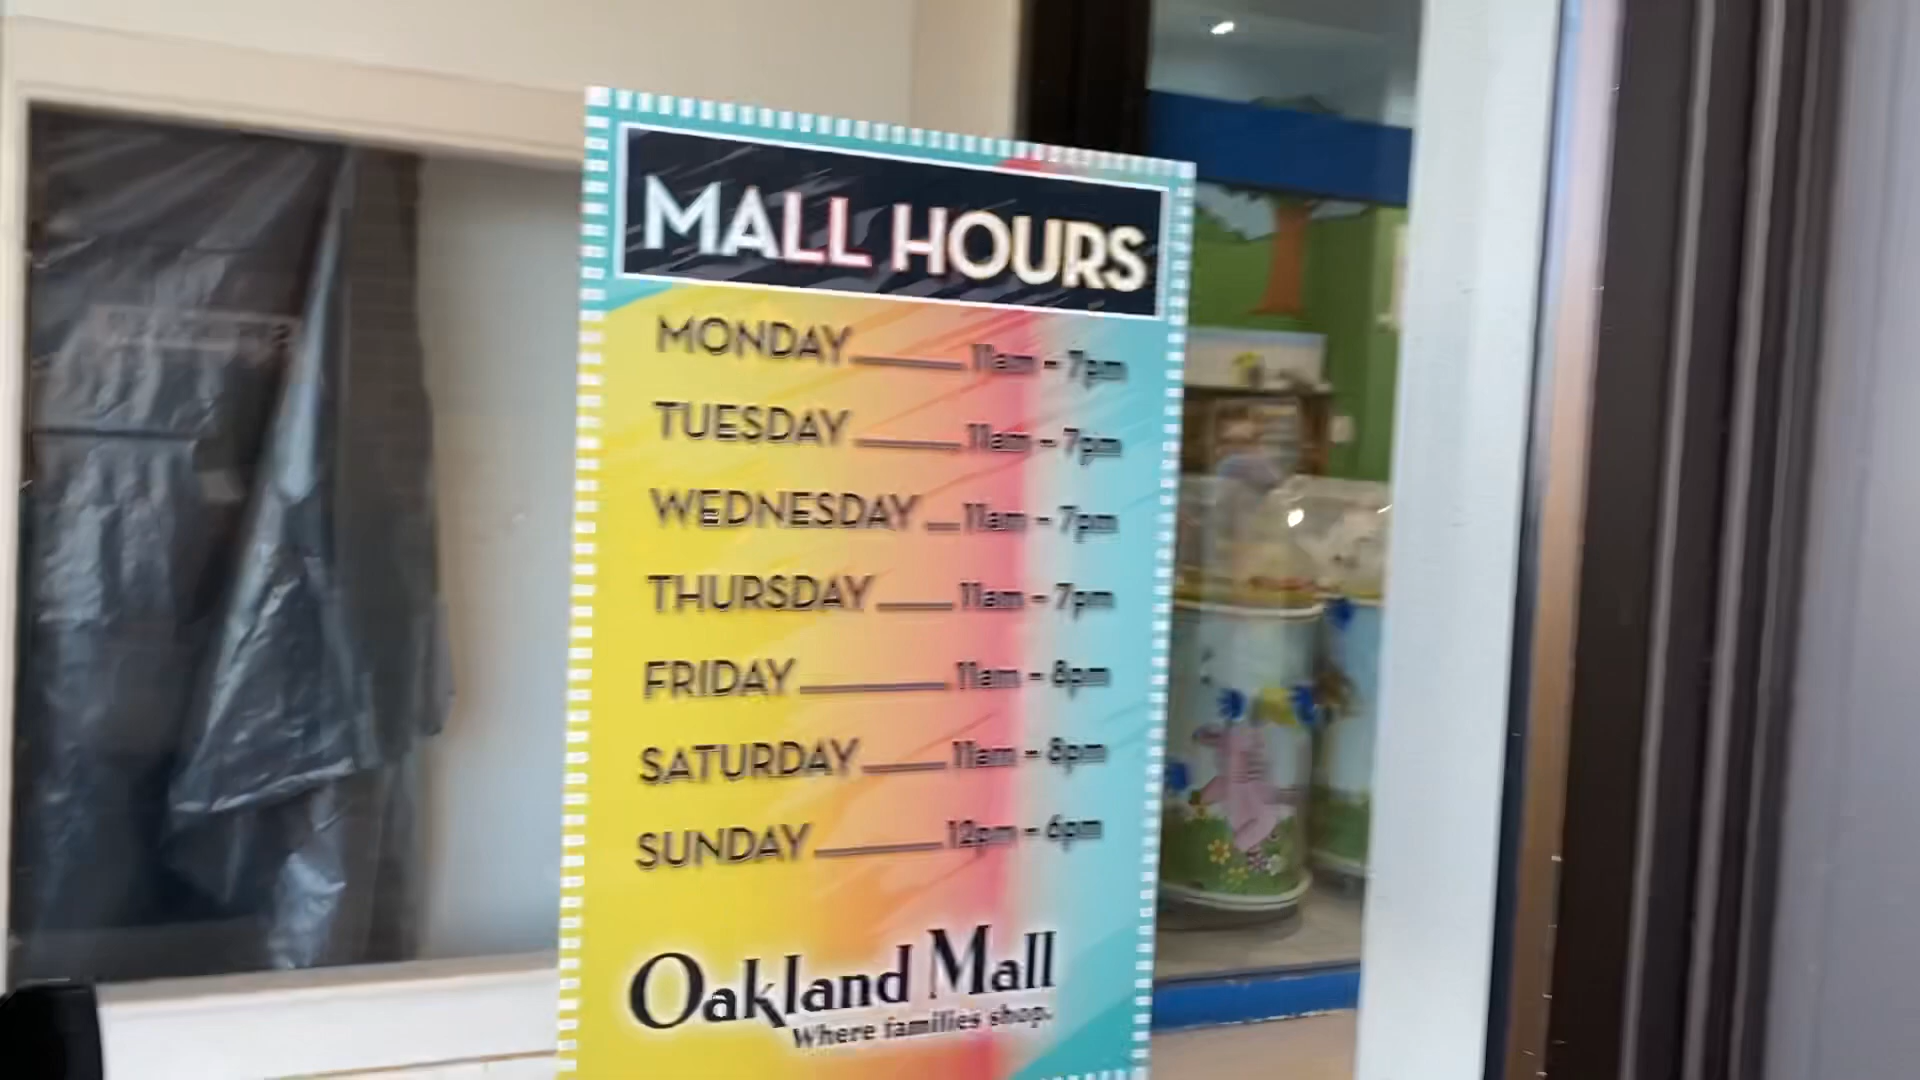 MALL HOURS
MONDAY 11am - 7pm
TUESDAY 11am - 7pm
WEDNESDAY 11am - 7pm
THURSDAY 11am - 7pm
FRIDAY 11am - 8pm
SATURDAY 11am - 8pm
SUNDAY 12pm - 6pm
Oakland Mall
Where families shop.